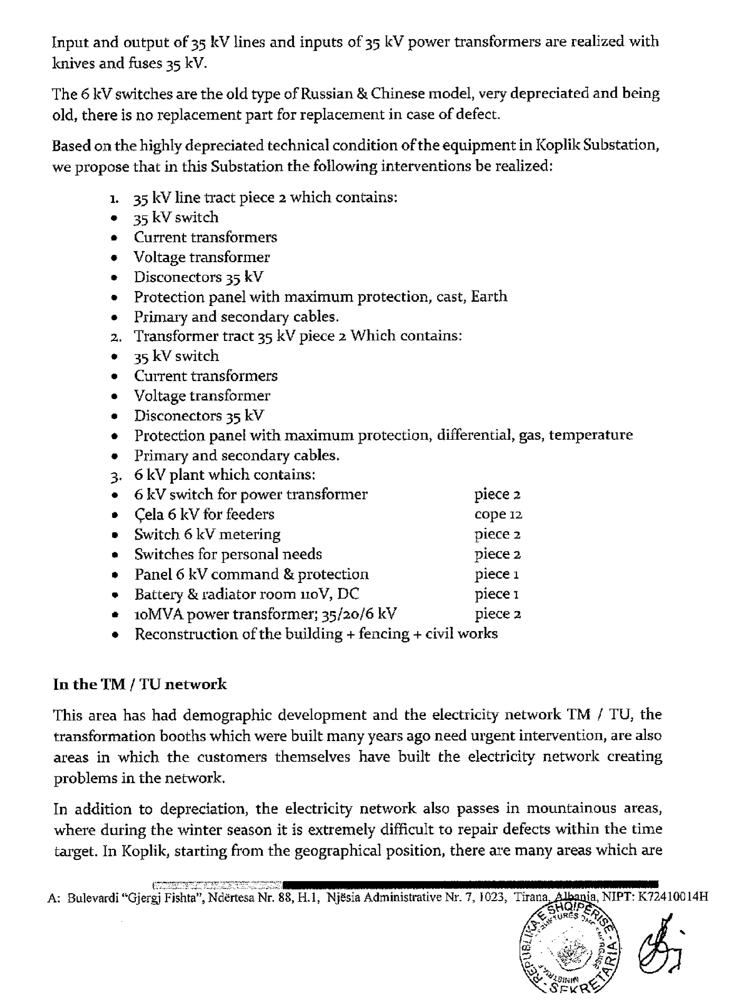 Input and output of 35 kV lines and inputs of 35 kV power transformers are realized with
knives and fuses 35 kV.
The 6 kV switches are the old type of Russian & Chinese model, very depreciated and being
old, there is no replacement part for replacement in case of defect.
Based on the highly depreciated technical condition of the equipment in Koplik Substation,
we propose that in this Substation the following interventions be realized:
1. 35 kV line tract piece 2 which contains:
• 35 kV switch
• Current transformers
• Voltage transformer
• Disconectors 35 kV
• Protection panel with maximum protection, cast, Earth
• Primary and secondary cables.
2. Transformer tract 35 kV piece 2 Which contains:
• 35 kV switch
• Current transformers
• Voltage transformer
• Disconectors 35 kV
• Protection panel with maximum protection, differential, gas, temperature
• Primary and secondary cables.
3. 6 kV plant which contains:
• 6 kV switch for power transformer piece 2
• Çela 6 kV for feeders cope 12
• Switch 6 kV metering piece 2
• Switches for personal needs piece 2
• Panel 6 kV command & protection piece 1
• Battery & radiator room 110V, DC piece 1
• 10MVA power transformer; 35/20/6 kV piece 2
• Reconstruction of the building + fencing + civil works
In the TM / TU network
This area has had demographic development and the electricity network TM / TU, the
transformation booths which were built many years ago need urgent intervention, are also
areas in which the customers themselves have built the electricity network creating
problems in the network.
In addition to depreciation, the electricity network also passes in mountainous areas,
where during the winter season it is extremely difficult to repair defects within the time
target. In Koplik, starting from the geographical position, there are many areas which are
A: Bulevardi “Gjergj Fishta”, Ndërtesa Nr. 88, H.1, Njësia Administrative Nr. 7, 1023, Tirana, Albania, NIPT: K72410014H
REPUBLIKA E SHQIPERISË
SEKRETARIA